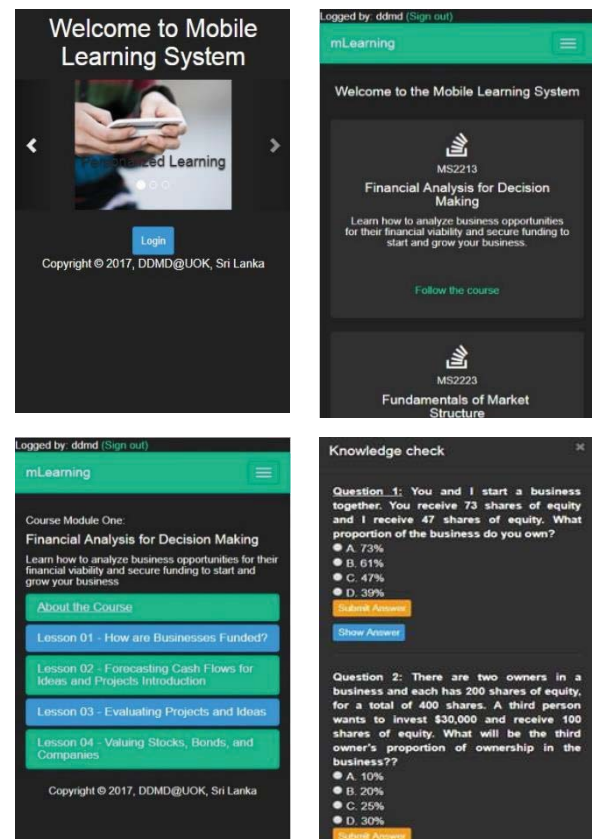 Welcome to Mobile
Learning System
Personalized Learning
Login
Copyright © 2017, DDMD@UOK, Sri Lanka
Logged by: ddmd (Sign out)
mLearning
Welcome to the Mobile Learning System
MS2213
Financial Analysis for Decision
Making
Learn how to analyze business opportunities
for their financial viability and secure funding to
start and grow your business.
Follow the course
MS2223
Fundamentals of Market
Structure
Logged by: ddmd (Sign out)
mLearning
Course Module One:
Financial Analysis for Decision Making
Learn how to analyze business opportunities for their
financial viability and secure funding to start and
grow your business
About the Course
Lesson 01 - How are Businesses Funded?
Lesson 02 - Forecasting Cash Flows for
Ideas and Projects Introduction
Lesson 03 - Evaluating Projects and Ideas
Lesson 04 - Valuing Stocks, Bonds, and
Companies
Copyright © 2017, DDMD@UOK, Sri Lanka
Knowledge check
Question 1: You and I start a business
together. You receive 73 shares of equity
and I receive 47 shares of equity. What
proportion of the business do you own?
A. 73%
B. 61%
C. 47%
D. 39%
Submit Answer
Show Answer
Question 2: There are two owners in a
business and each has 200 shares of equity,
for a total of 400 shares. A third person
wants to invest $30,000 and receive 100
shares of equity. What will be the third
owner's proportion of ownership in the
business??
A. 10%
B. 20%
C. 25%
D. 30%
Submit Answer